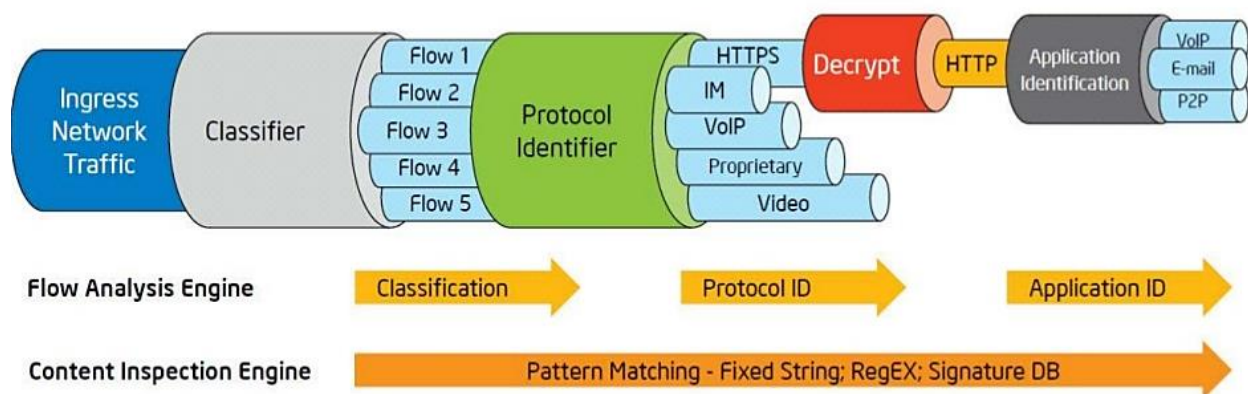 Ingress
Network
Traffic
Classifier
Flow 1
Flow 2
Flow 3
Flow 4
Flow 5
Protocol
Identifier
HTTPS
IM
VoIP
Proprietary
Video
Decrypt
HTTP
Application
Identification
VoIP
E-mail
P2P
Flow Analysis Engine
Classification
Protocol ID
Application ID
Content Inspection Engine
Pattern Matching - Fixed String; RegEX; Signature DB